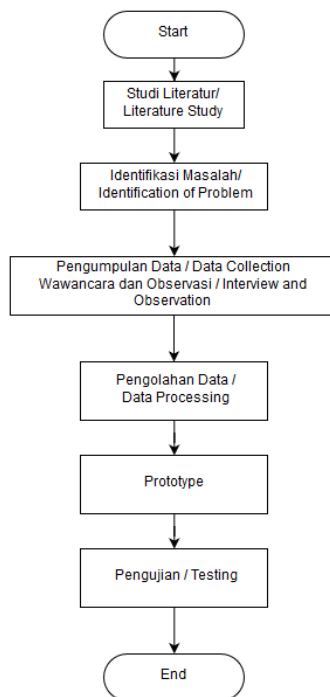 Start
Studi Literatur/
Literature Study
Identifikasi Masalah/
Identification of Problem
Pengumpulan Data / Data Collection
Wawancara dan Observasi / Interview and
Observation
Pengolahan Data /
Data Processing
Prototype
Pengujian / Testing
End